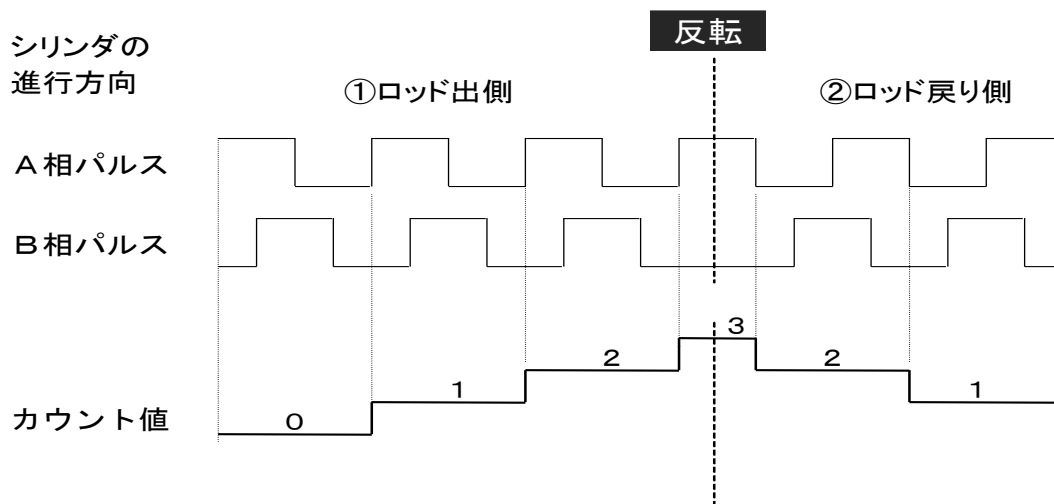 反転
シリンダの
進行方向
①ロッド出側
②ロッド戻り側
A相パルス
B相パルス
3
2
2
1
1
カウント値
0